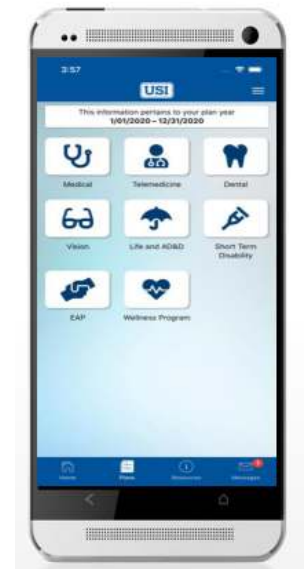 3:57
USI
This information pertains to your plan year
1/01/2020 – 12/31/2020
Medical
Telemedicine
Dental
Vision
Life and AD&D
Short Term
Disability
EAP
Wellness Program
Home
Plans
Resources
Messages